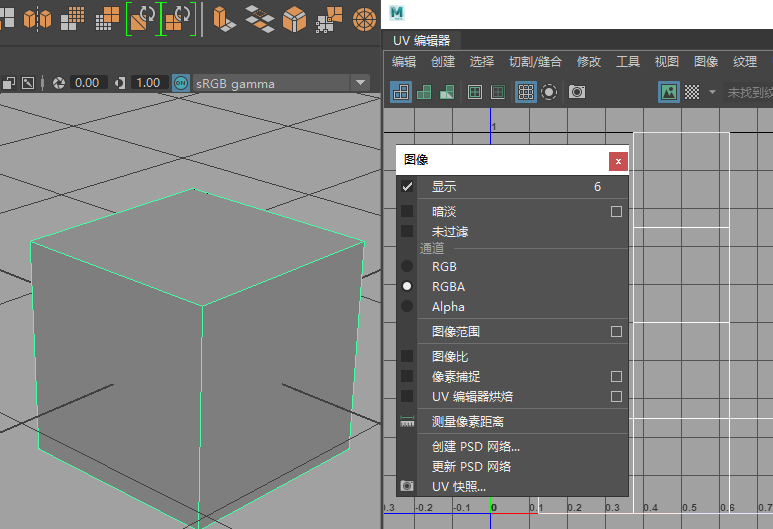 M
UV 编辑器
编辑 创建 选择 切割/缝合 修改 工具 视图 图像 纹理
0.00 1.00 ON sRGB gamma
未找到纹
1
图像 x
显示 6
暗淡
未过滤
通道
RGB
RGBA
Alpha
图像范围
图像比
像素捕捉
UV 编辑器烘焙
测量像素距离
创建 PSD 网络...
更新 PSD 网络
UV 快照...
0.3 -0.2 -0.1 0 0.1 0.2 0.3 0.4 0.5 0.6 0.7